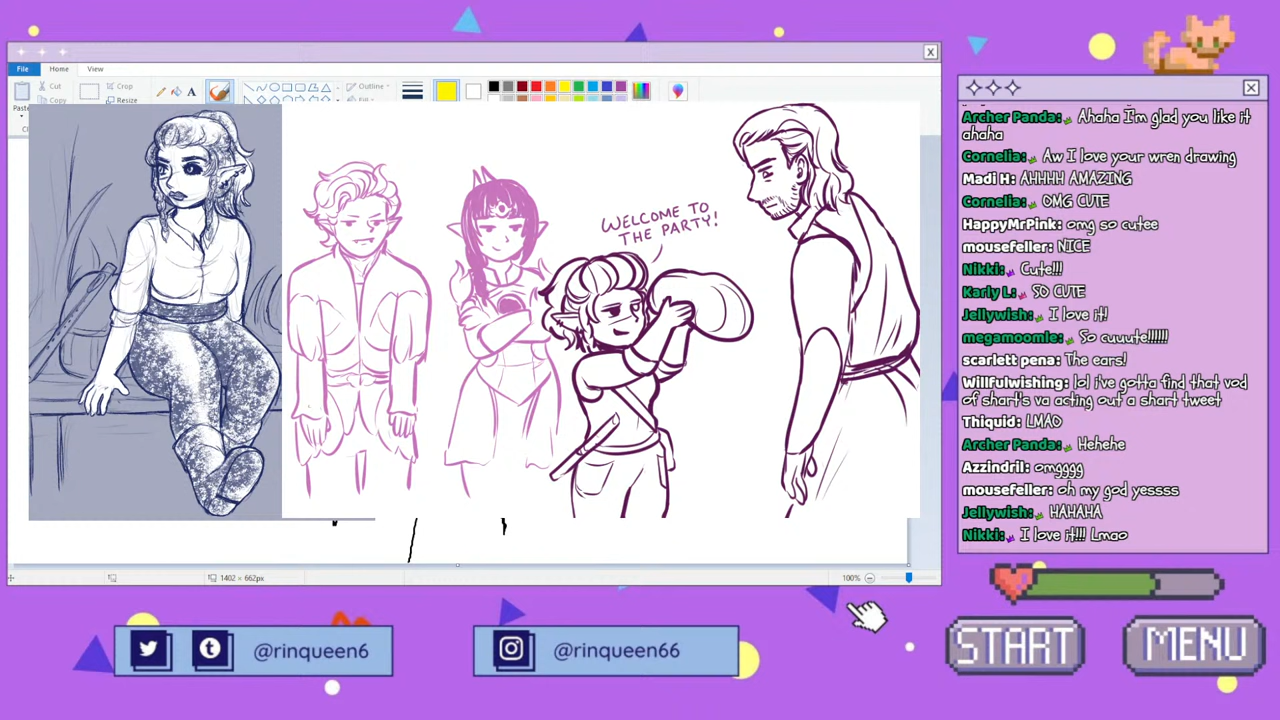 X
File
Home
View
Cut
Copy
Paste
Crop
Resize
A
Outline
WELCOME TO
THE PARTY!
1402 × 662px
100%
X
Archer Panda: Ahaha I'm glad you like it
ahaha
Cornelia: Aw I love your wren drawing
Madi H: AHHHH AMAZING
Cornelia: OMG CUTE
HappyMrPink: omg so cutee
mousefeller: NICE
Nikki: Cute!!!
Karly L: SO CUTE
Jellywish: I love it!
megamoomle: So cuuute!!!!!!
scarlett pena: The ears!
Willfulwishing: lol i've gotta find that vod
of shart's va acting out a shart tweet
Thiquid: LMAO
Archer Panda: Hehehe
Azzindril: omgggg
mousefeller: oh my god yessss
Jellywish: HAHAHA
Nikki: I love it!!! Lmao
@rinqueen6
@rinqueen66
START
MENU